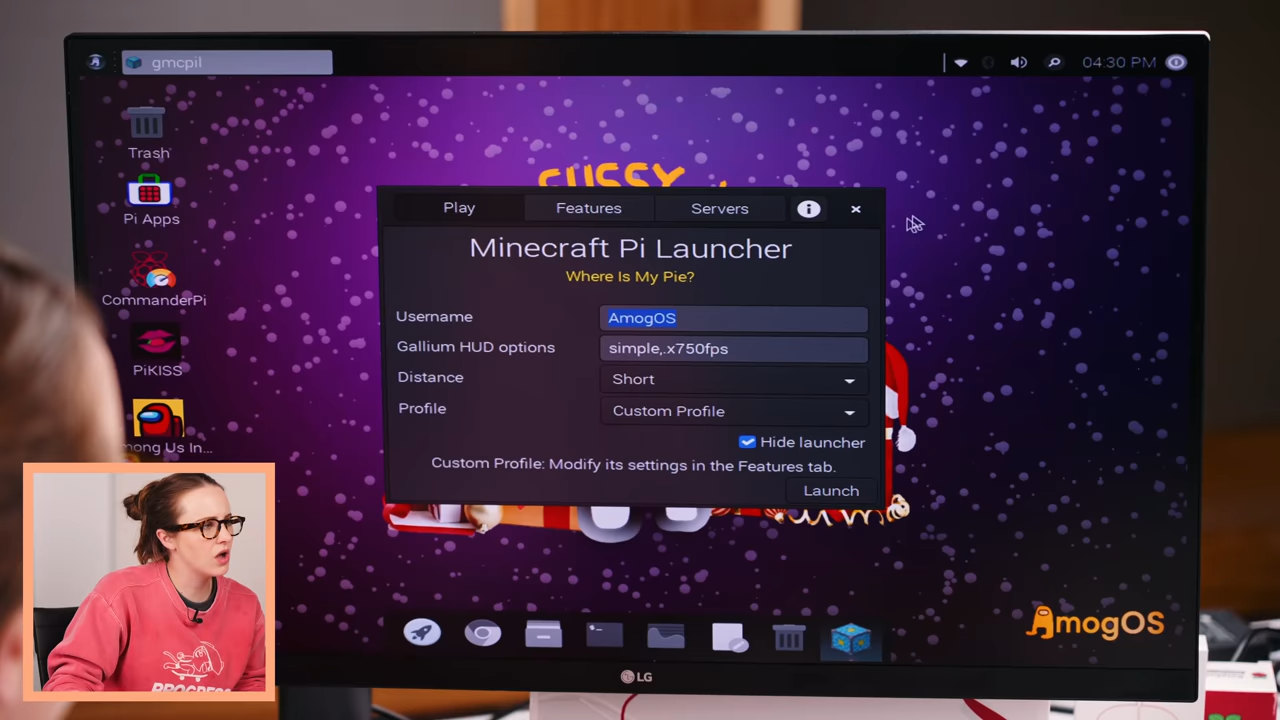 gmcpil
04:30 PM
Trash
Pi Apps
CommanderPi
PiKISS
mong Us In...
SUSSY
Play
Features
Servers
Minecraft Pi Launcher
Where Is My Pie?
Username
AmogOS
Gallium HUD options
simple,.x750fps
Distance
Short
Profile
Custom Profile
Hide launcher
Custom Profile: Modify its settings in the Features tab.
Launch
AmogOS
LG